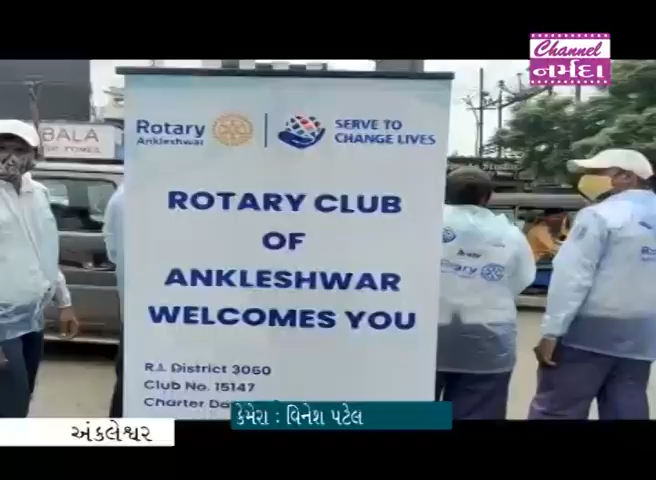 Channel
નર્મદા
BALA
Rotary
Ankleshwar
SERVE TO
CHANGE LIVES
ROTARY CLUB
OF
ANKLESHWAR
WELCOMES YOU
R.I. District 3060
Club No. 15147
Charter
Rotary
કેમેરા : વિનેશ પટેલ
અંકલેશ્વર